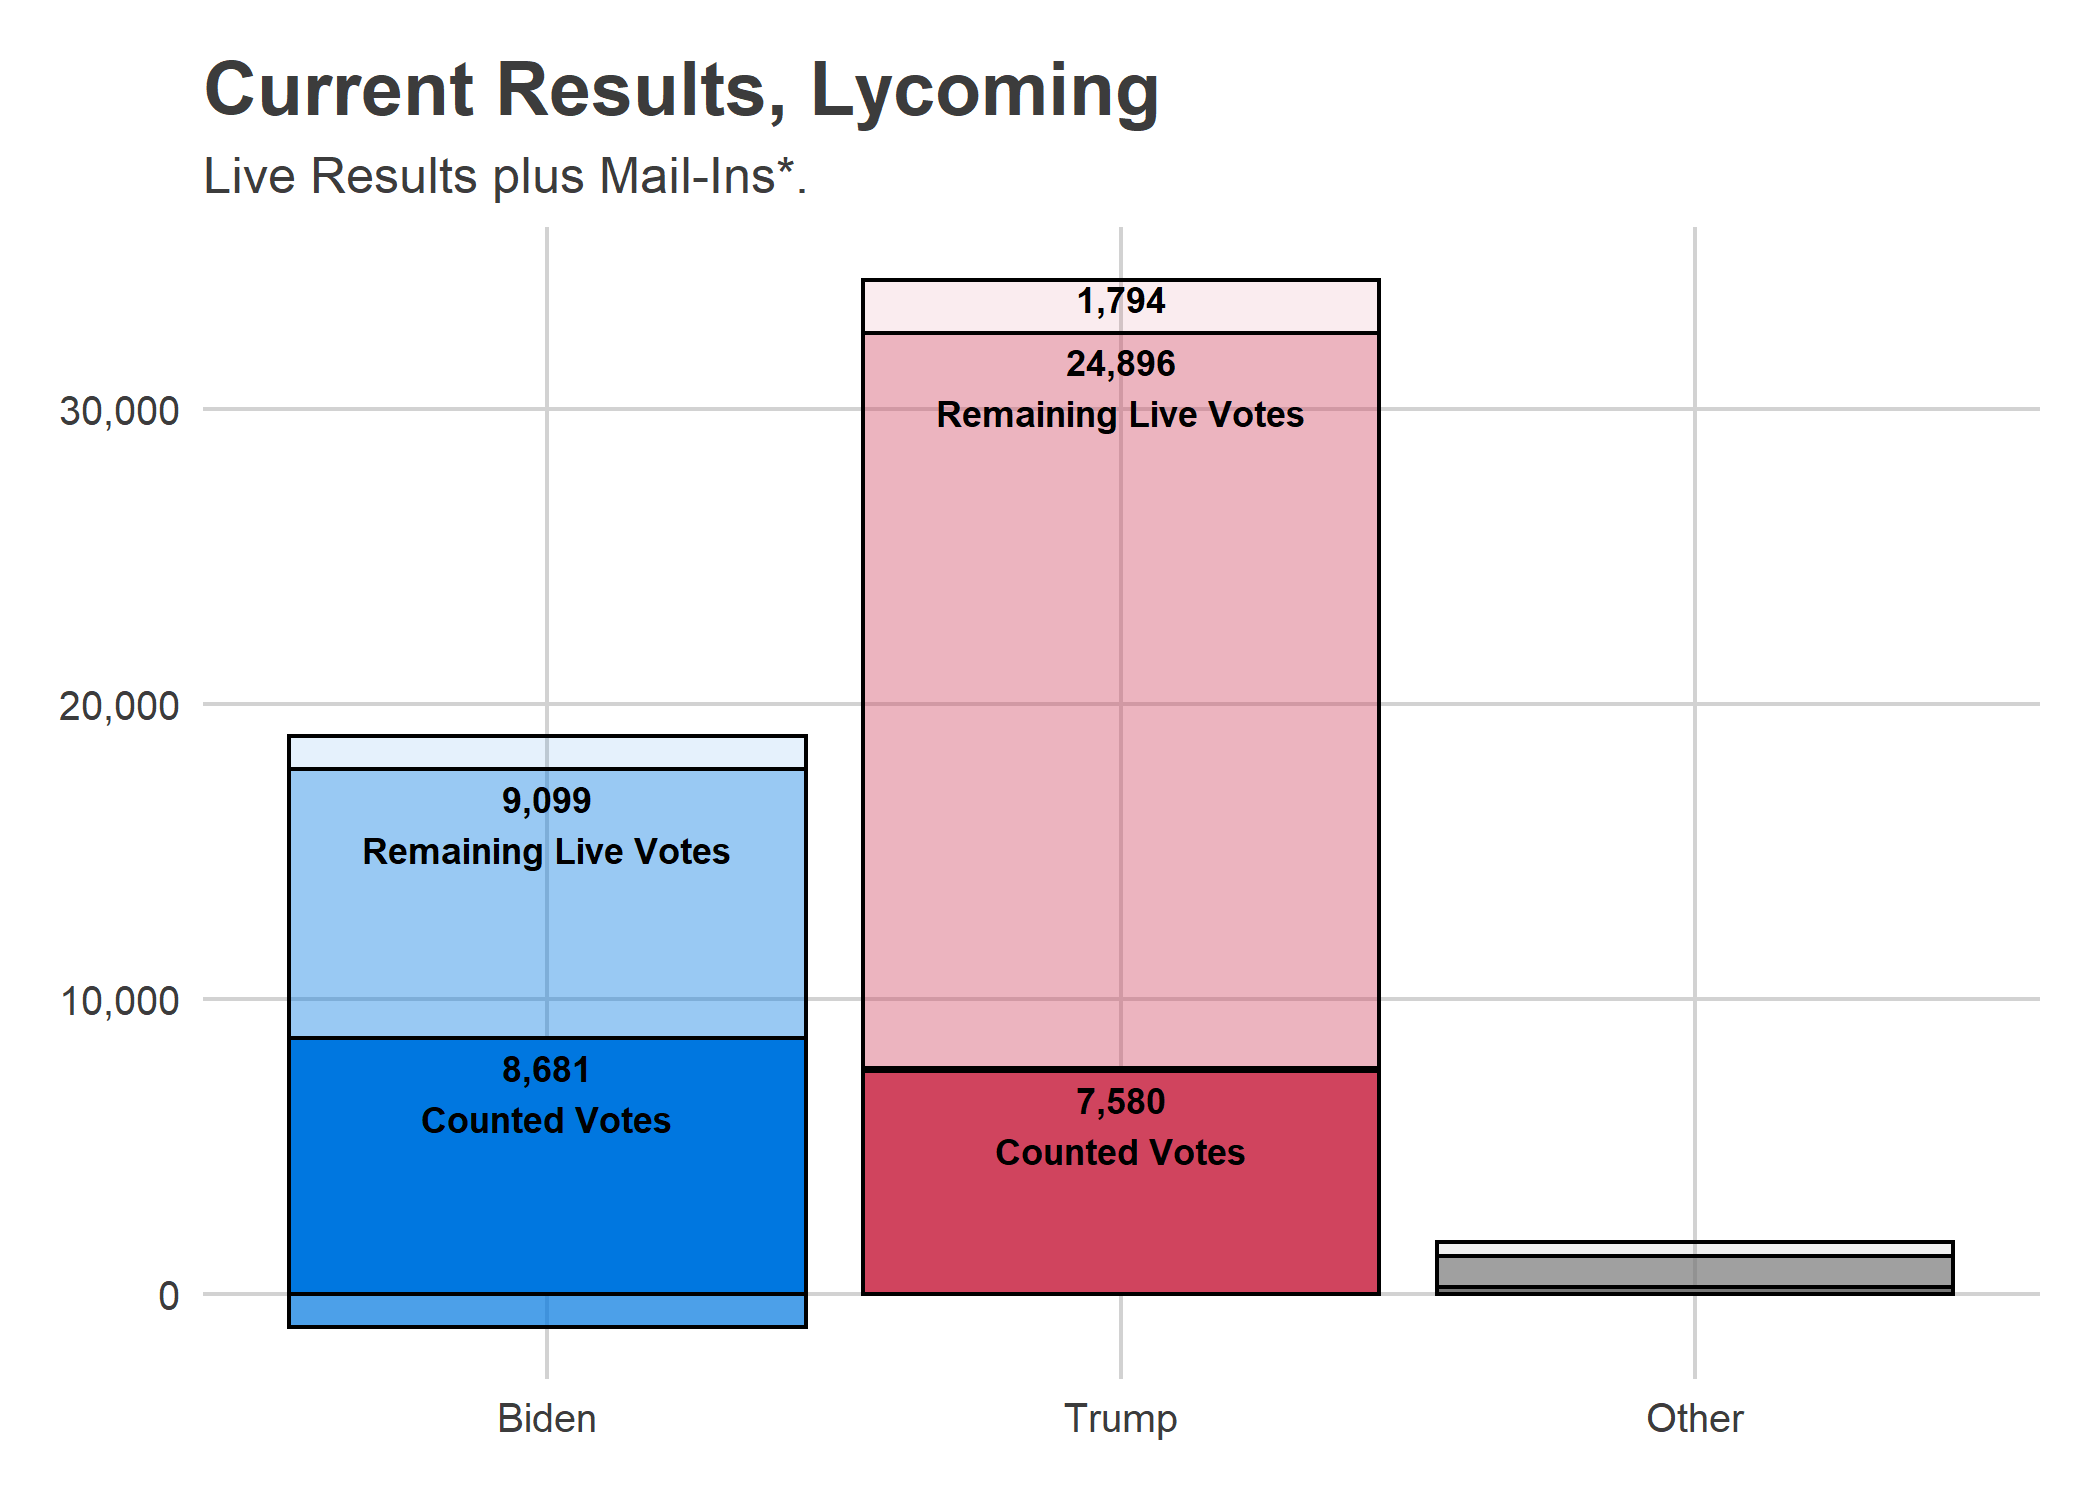 Current Results, Lycoming
Live Results plus Mail-Ins*.
30,000
20,000
10,000
0
9,099
Remaining Live Votes
8,681
Counted Votes
1,794
24,896
Remaining Live Votes
7,580
Counted Votes
Biden
Trump
Other